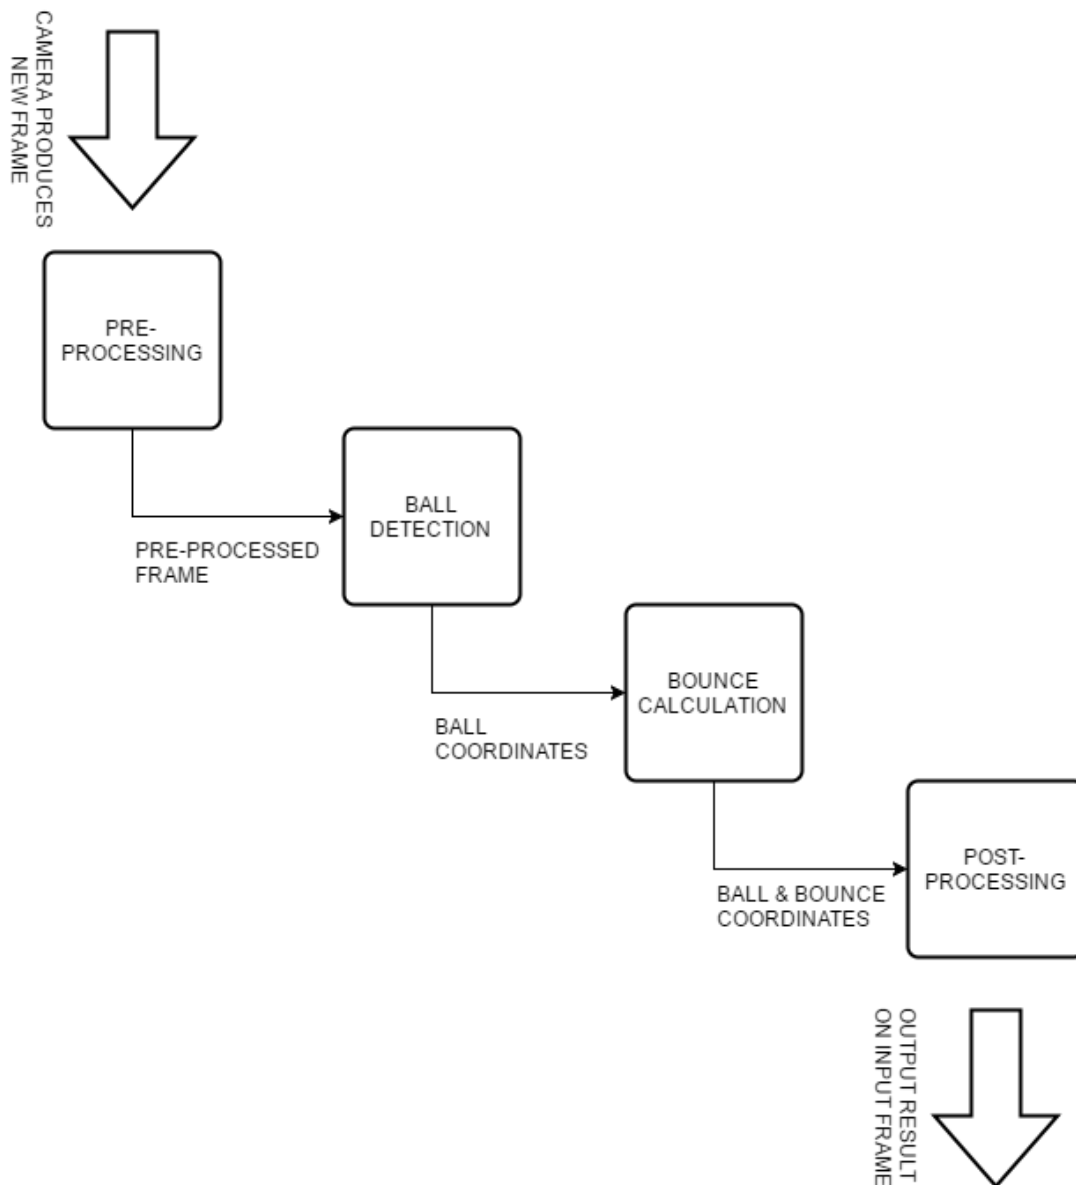 CAMERA PRODUCES
NEW FRAME
PRE-
PROCESSING
PRE-PROCESSED
FRAME
BALL
DETECTION
BALL
COORDINATES
BOUNCE
CALCULATION
BALL & BOUNCE
COORDINATES
POST-
PROCESSING
OUTPUT RESULT
ON INPUT FRAME